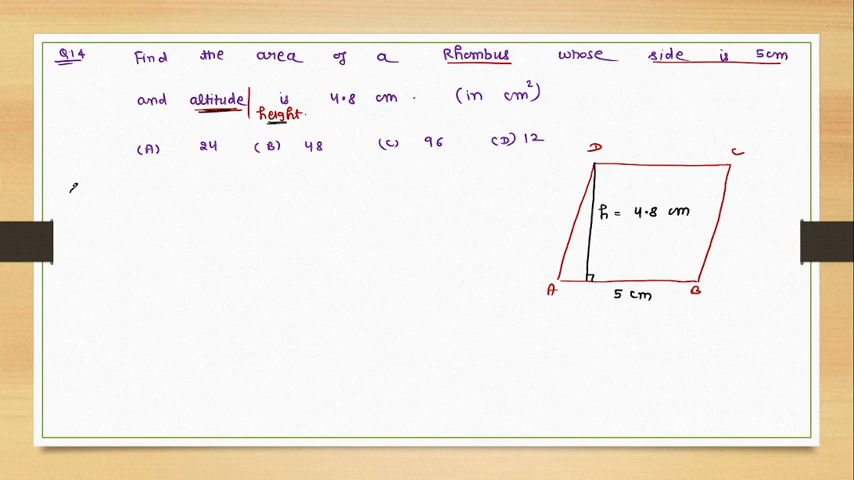 Q14 Find the area of a Rhombus whose side is 5cm
and altitude is 4.8 cm. (in cm²)
height.
(A) 24 (B) 48 (C) 96 (D) 12
D C
h = 4.8 cm
A B
5 cm